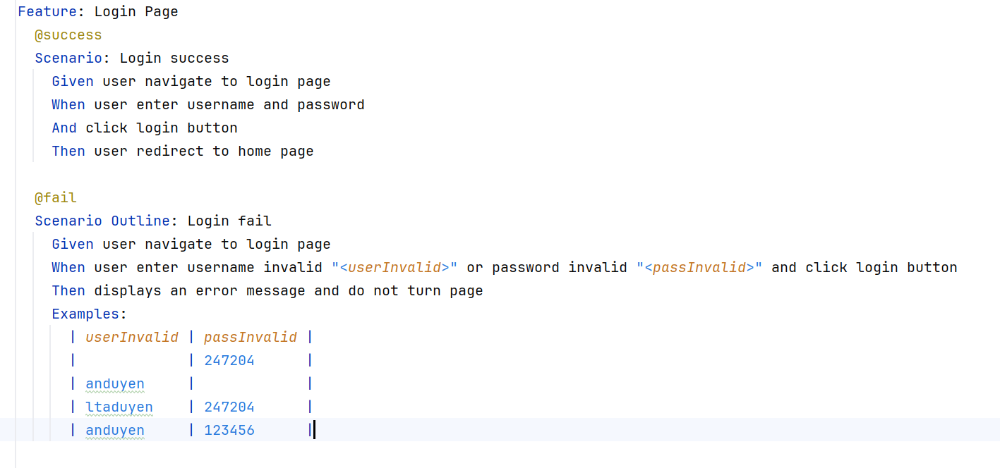 Feature: Login Page
@success
Scenario: Login success
Given user navigate to login page
When user enter username and password
And click login button
Then user redirect to home page
@fail
Scenario Outline: Login fail
Given user navigate to login page
When user enter username invalid "<userInvalid>" or password invalid "<passInvalid>" and click login button
Then displays an error message and do not turn page
Examples:
| userInvalid | passInvalid |
| | 247204 |
| anduyen | |
| ltaduyen | 247204 |
| anduyen | 123456 |